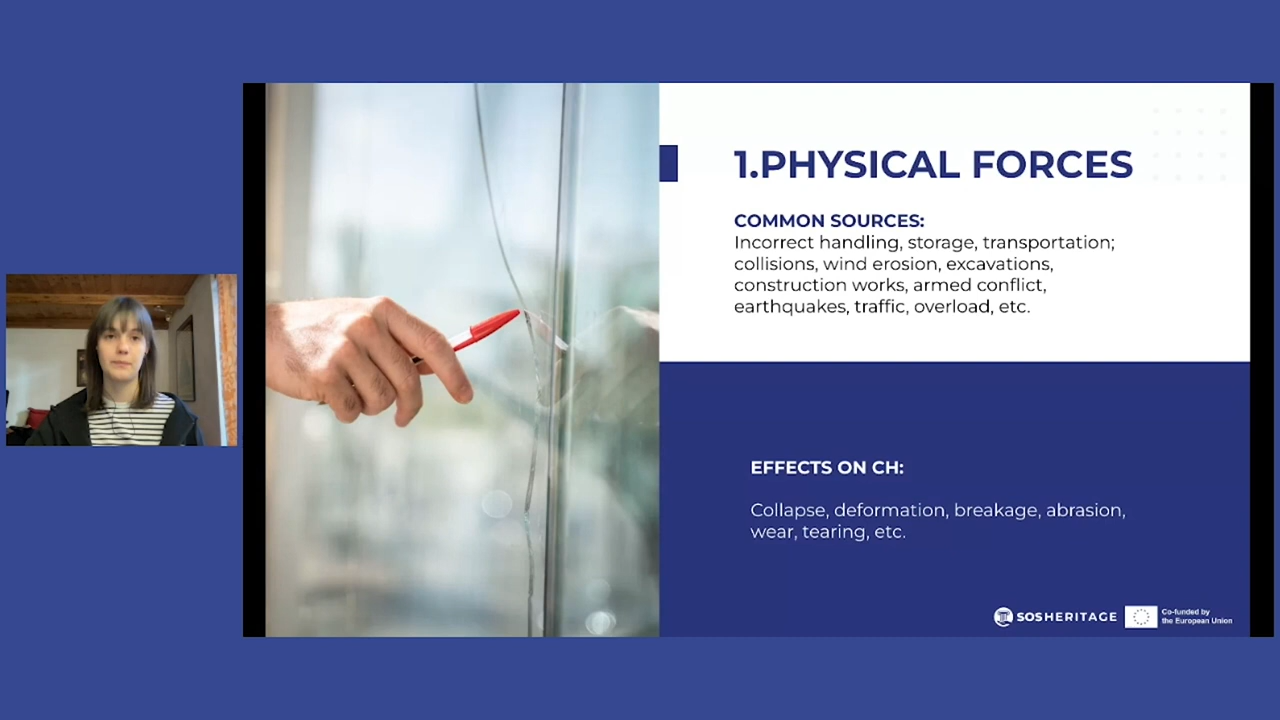 1.PHYSICAL FORCES
COMMON SOURCES:
Incorrect handling, storage, transportation;
collisions, wind erosion, excavations,
construction works, armed conflict,
earthquakes, traffic, overload, etc.
EFFECTS ON CH:
Collapse, deformation, breakage, abrasion,
wear, tearing, etc.
SOSHERITAGE
Co-funded by
the European Union